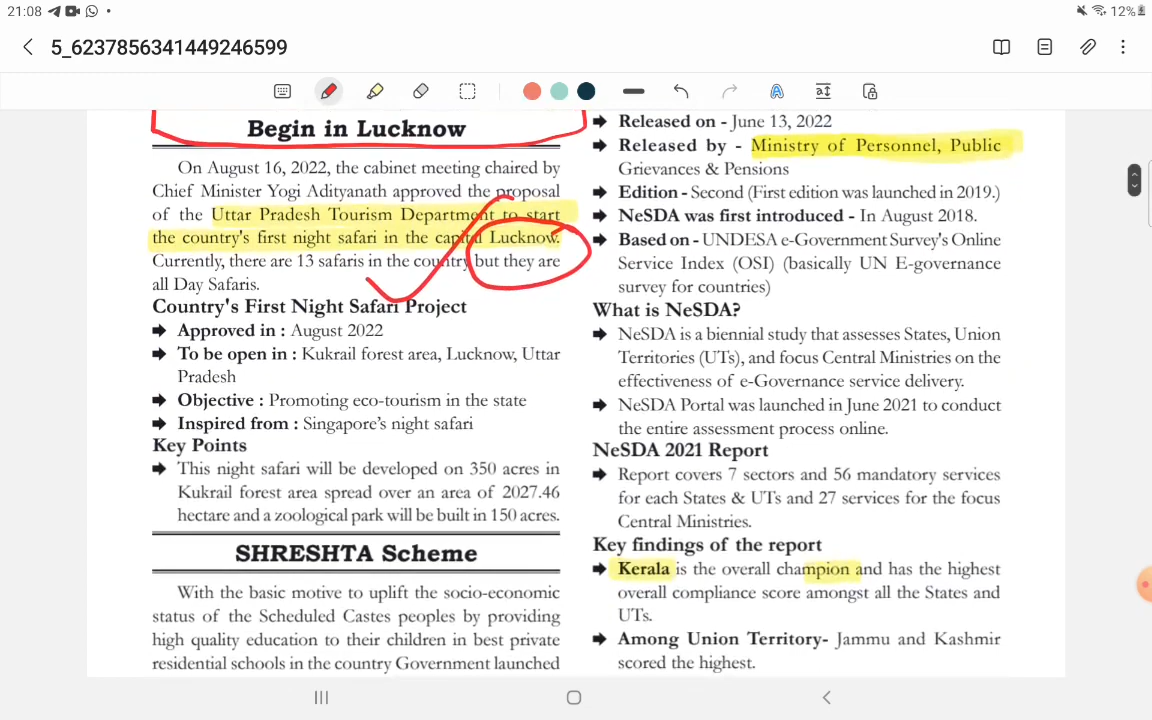 21:08
12%
5_6237856341449246599
Begin in Lucknow
On August 16, 2022, the cabinet meeting chaired by
Chief Minister Yogi Adityanath approved the proposal
of the Uttar Pradesh Tourism Department to start
the country's first night safari in the capital Lucknow.
Currently, there are 13 safaris in the country but they are
all Day Safaris.
Country's First Night Safari Project
➡ Approved in : August 2022
➡ To be open in : Kukrail forest area, Lucknow, Uttar
Pradesh
➡ Objective : Promoting eco-tourism in the state
➡ Inspired from : Singapore's night safari
Key Points
➡ This night safari will be developed on 350 acres in
Kukrail forest area spread over an area of 2027.46
hectare and a zoological park will be built in 150 acres.
SHRESHTA Scheme
With the basic motive to uplift the socio-economic
status of the Scheduled Castes peoples by providing
high quality education to their children in best private
residential schools in the country Government launched
➡ Released on - June 13, 2022
➡ Released by - Ministry of Personnel, Public
Grievances & Pensions
➡ Edition - Second (First edition was launched in 2019.)
➡ NeSDA was first introduced - In August 2018.
➡ Based on - UNDESA e-Government Survey's Online
Service Index (OSI) (basically UN E-governance
survey for countries)
What is NeSDA?
➡ NeSDA is a biennial study that assesses States, Union
Territories (UTs), and focus Central Ministries on the
effectiveness of e-Governance service delivery.
➡ NeSDA Portal was launched in June 2021 to conduct
the entire assessment process online.
NeSDA 2021 Report
➡ Report covers 7 sectors and 56 mandatory services
for each States & UTs and 27 services for the focus
Central Ministries.
Key findings of the report
➡ Kerala is the overall champion and has the highest
overall compliance score amongst all the States and
UTs.
➡ Among Union Territory- Jammu and Kashmir
scored the highest.